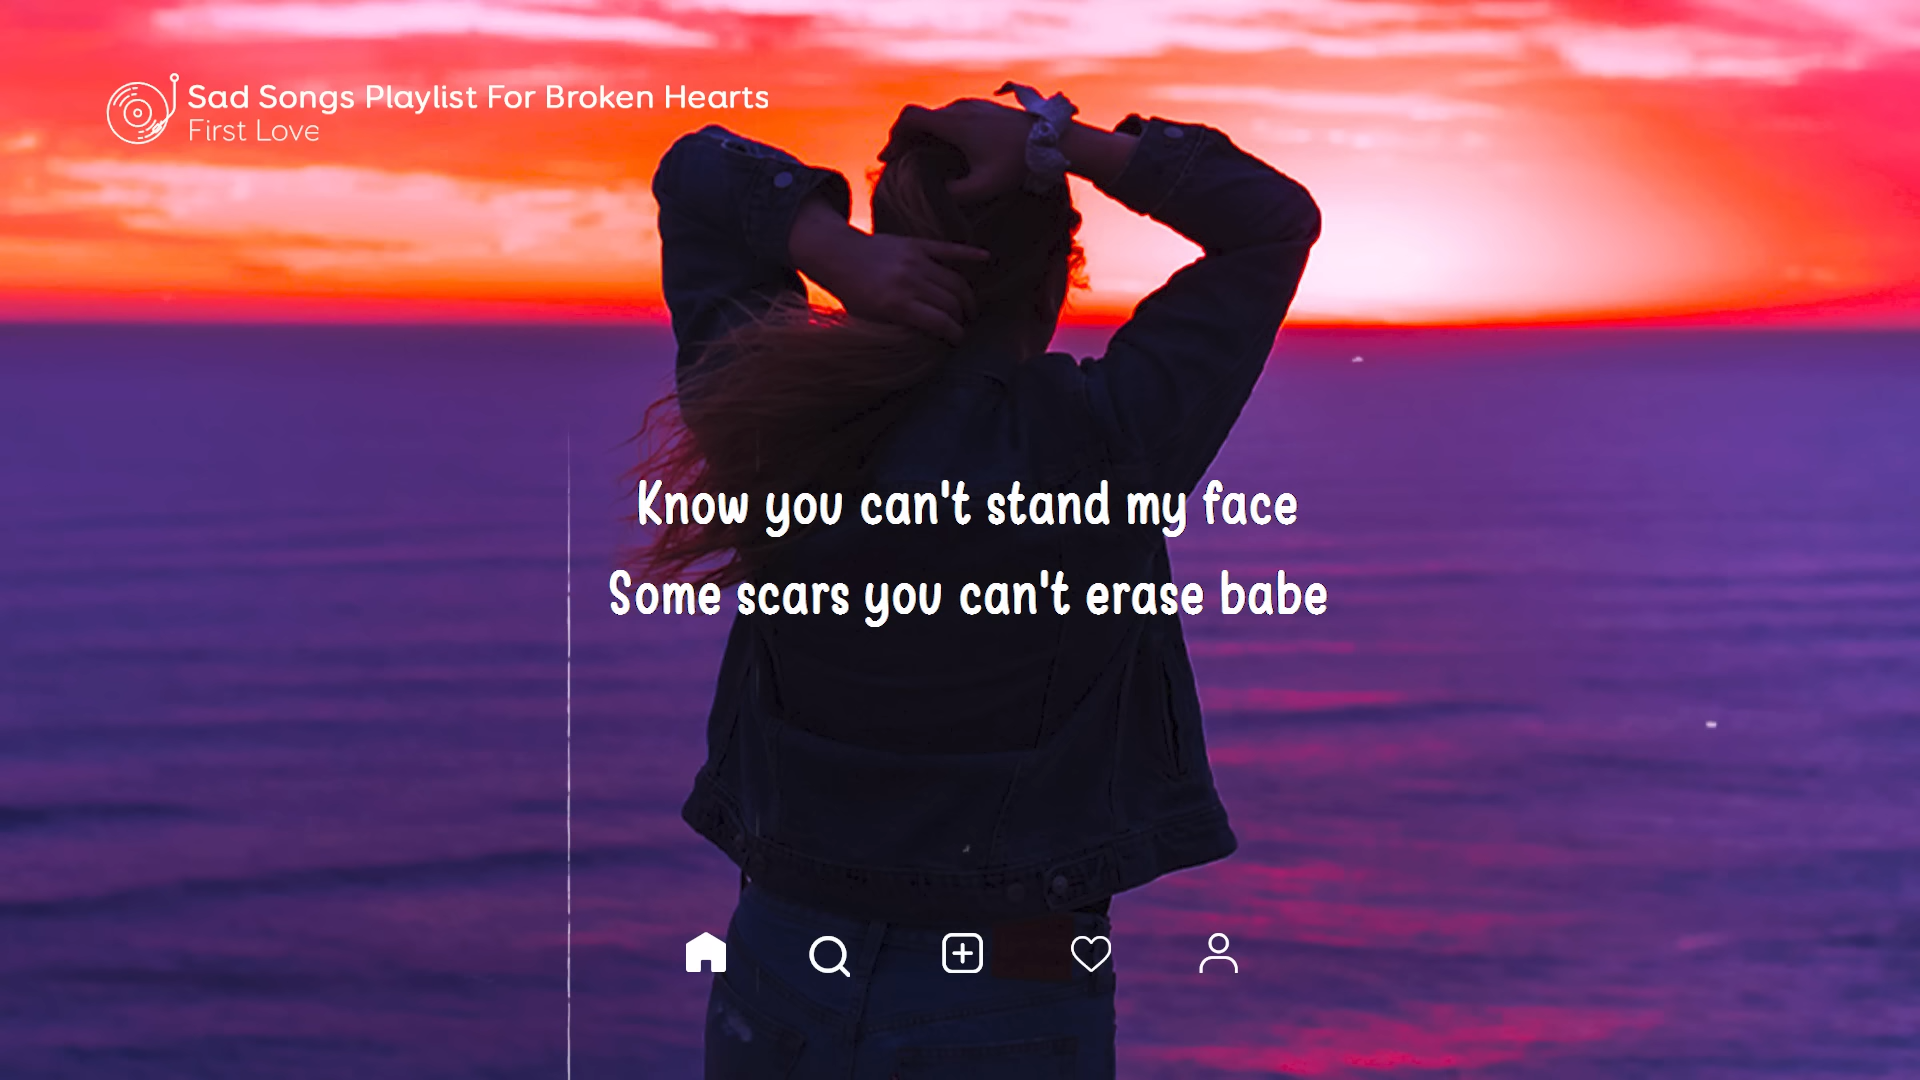 Sad Songs Playlist For Broken Hearts
First Love
Know you can't stand my face
Some scars you can't erase babe